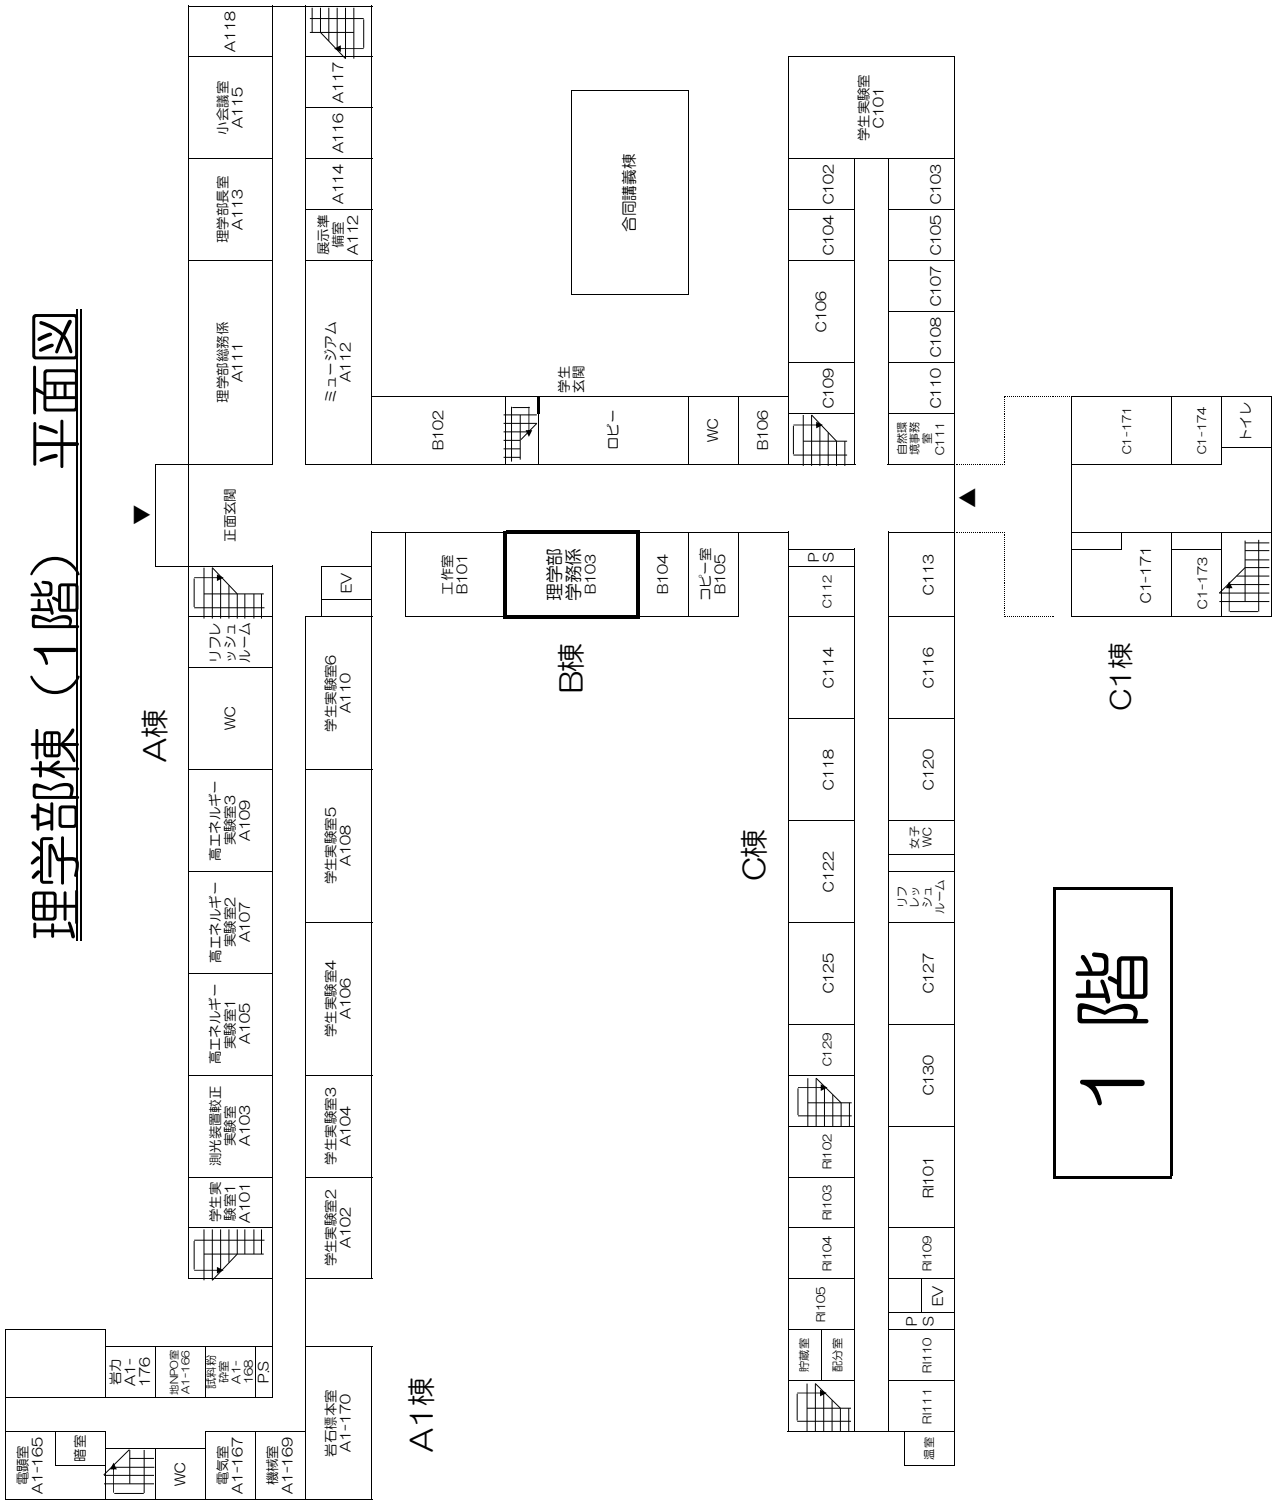 理学部棟（1階） 平面図
A棟
A118
小会議室
A115
理学部長室
A113
理学部総務係
A111
正面玄関
リフレ
ッシュ
ルーム
WC
高エネルギー
実験室3
A109
高エネルギー
実験室2
A107
高エネルギー
実験室1
A105
測光装置較正
実験室
A103
学生実
験室1
A101
A117
A116
A114
展示準
備室
A112
ミュージアム
A112
EV
学生実験室6
A110
学生実験室5
A108
学生実験室4
A106
学生実験室3
A104
学生実験室2
A102
A1棟
岩力
A1-
176
地NPO室
A1-166
試料粉
砕室
A1-
168
P.S
電顕室
A1-165
暗室
WC
電気室
A1-167
機械室
A1-169
岩石標本室
A1-170
B棟
B102
学生
玄関
ロビー
WC
B106
工作室
B101
理学部
学務係
B103
B104
コピー室
B105
合同講義棟
C棟
学生実験室
C101
C102
C104
C106
C109
C103
C105
C107
C108
C110
自然環
境事務
室
C111
P
S
C112
C114
C118
C122
C125
C129
RI102
RI103
RI104
RI105
貯蔵室
配分室
C113
C116
C120
女子
WC
リフ
レッ
シュ
ルーム
C127
C130
RI101
RI109
EV
P
S
RI110
RI111
温室
C1棟
C1-171
C1-174
トイレ
C1-171
C1-173
1階